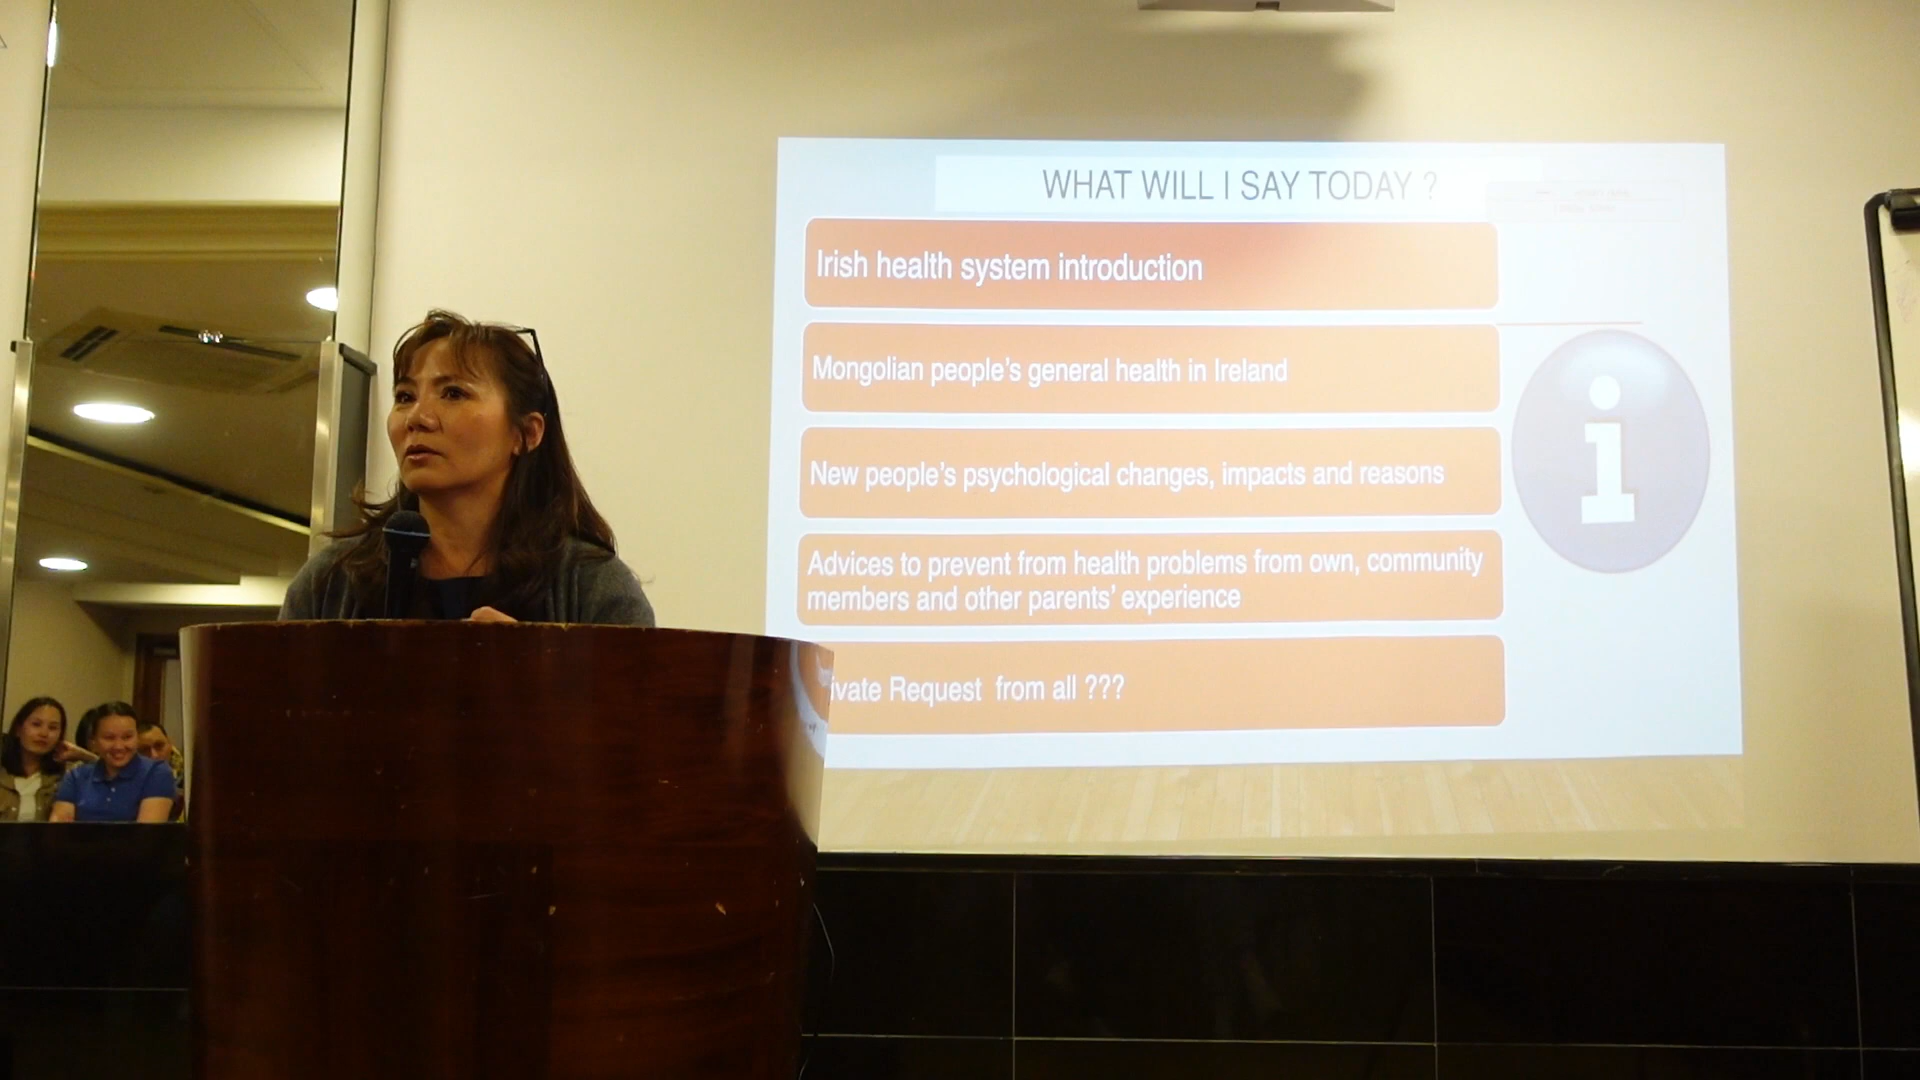 WHAT WILL I SAY TODAY ?
Irish health system introduction
Mongolian people's general health in Ireland
New people's psychological changes, impacts and reasons
Advices to prevent from health problems from own, community
members and other parents' experience
ivate Request from all ???
i